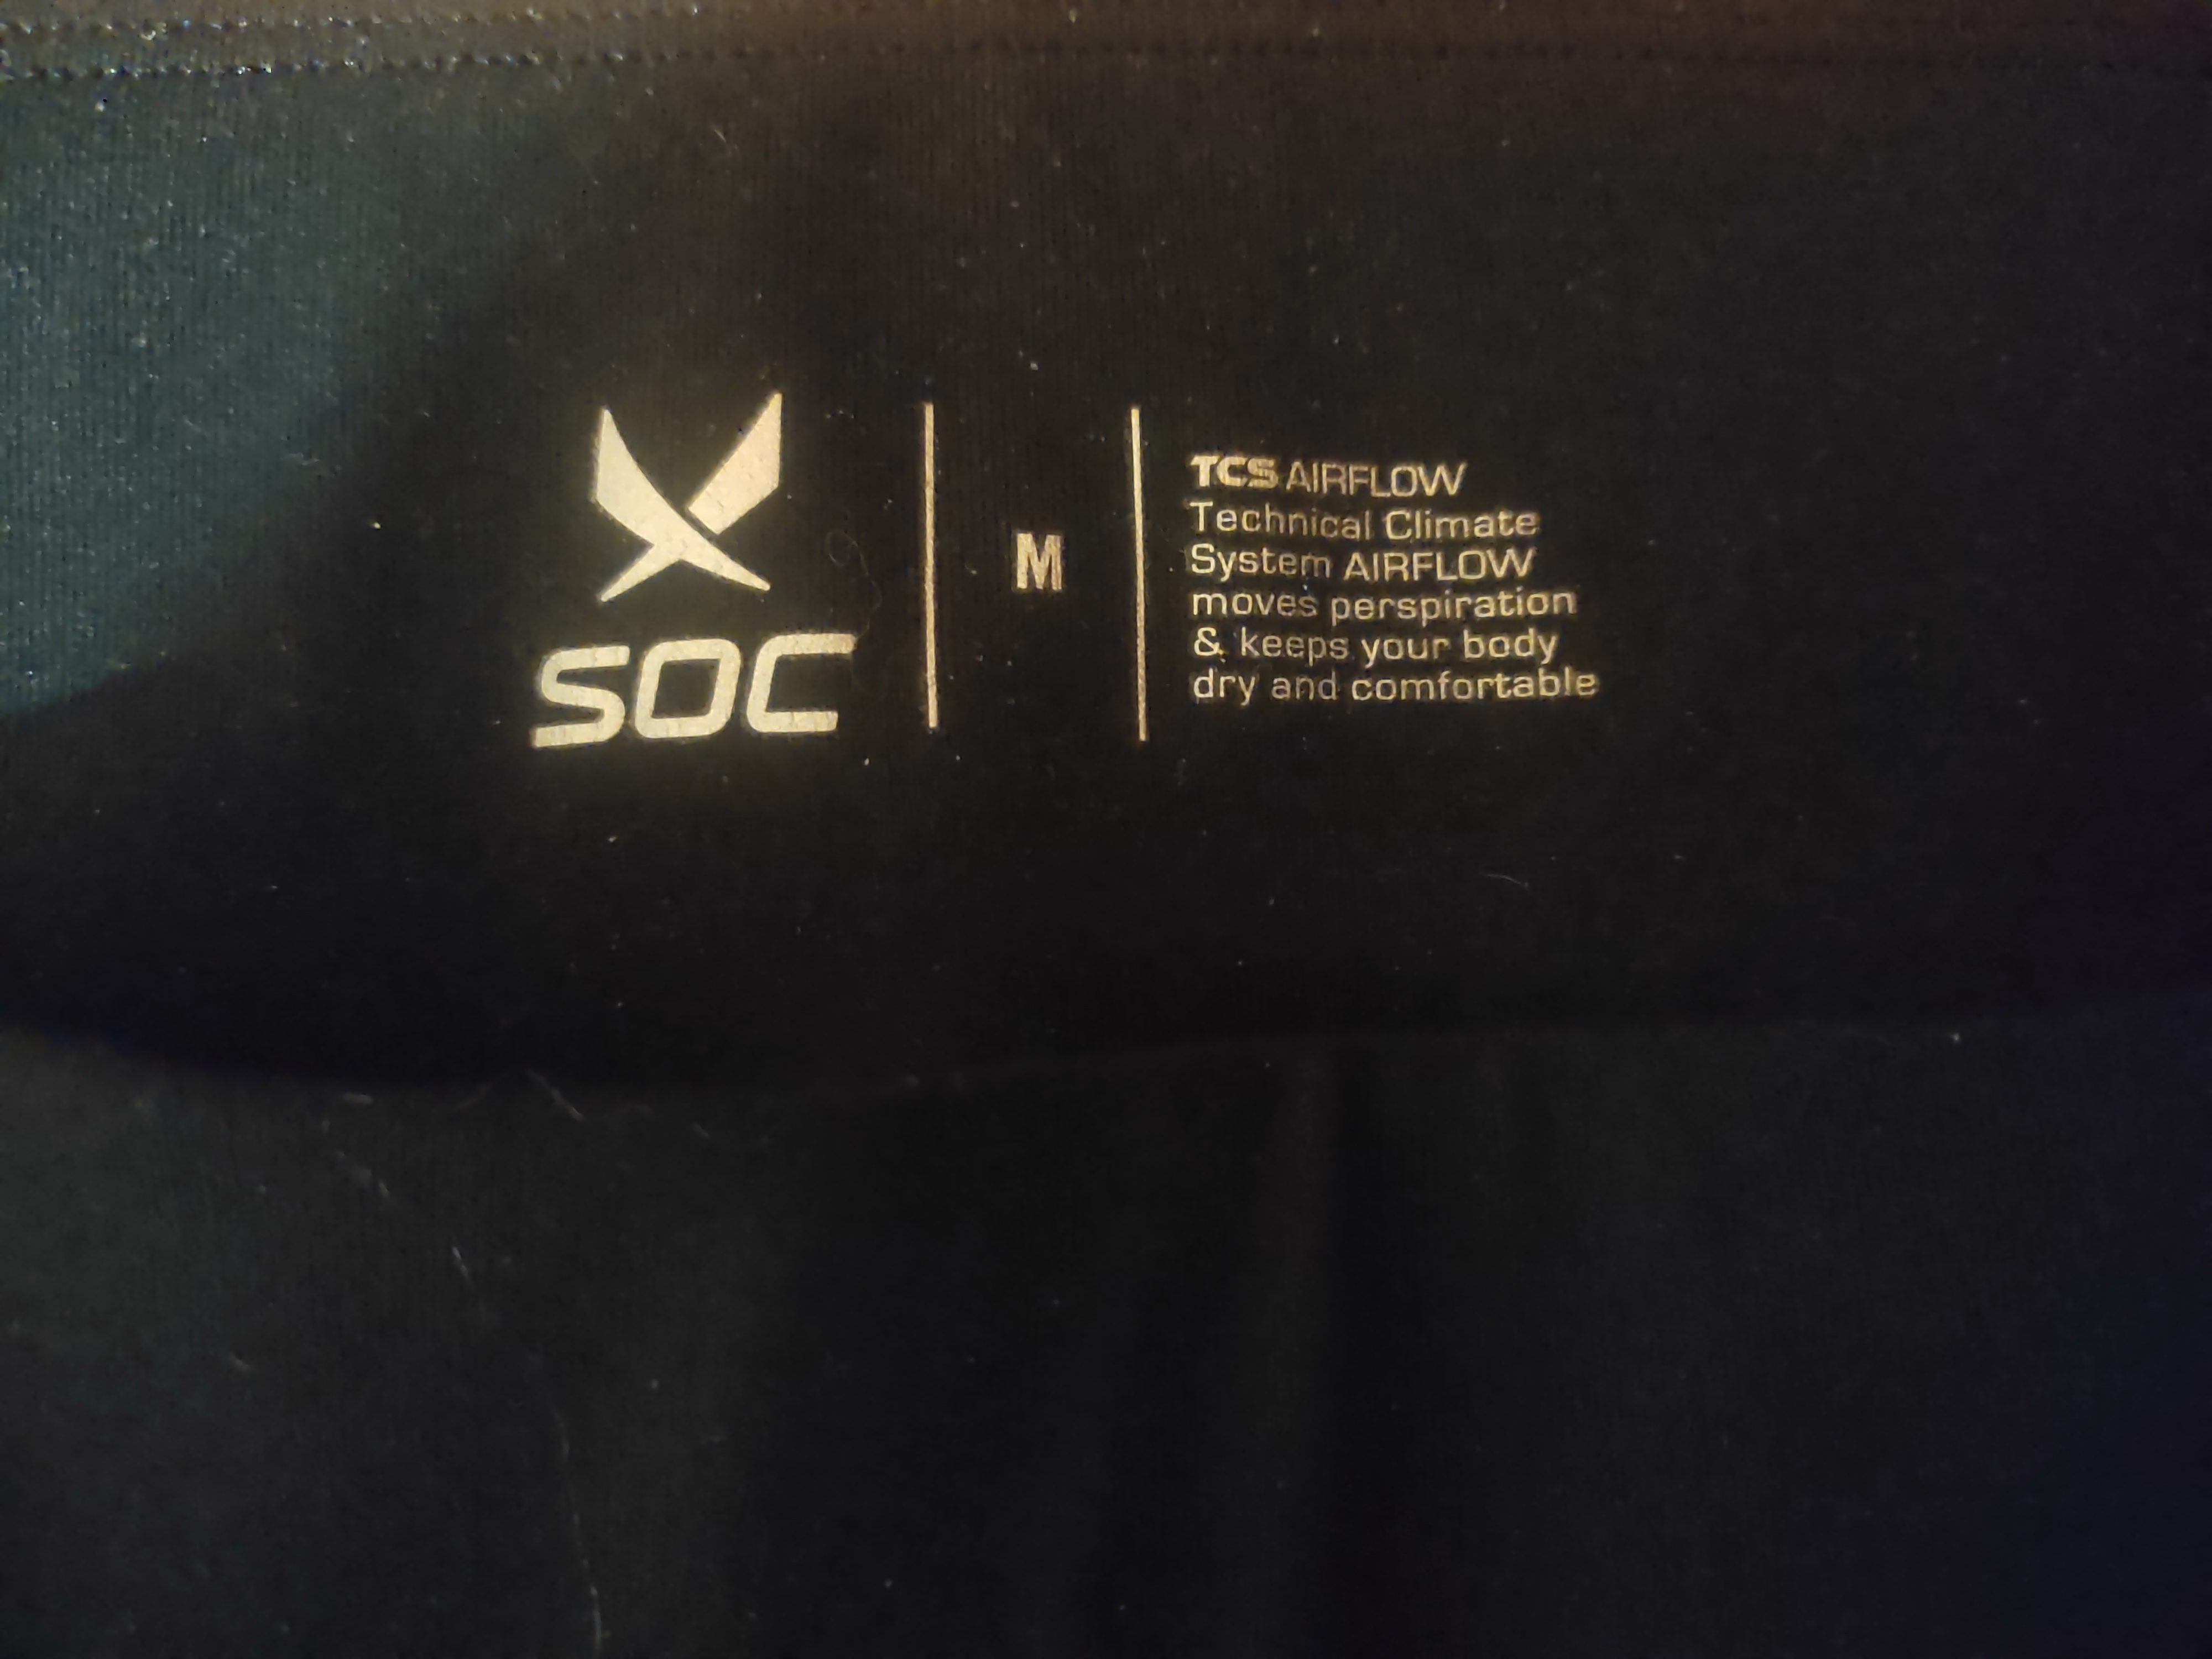 SOC
M
TCS AIRFLOW
Technical Climate
System AIRFLOW
moves perspiration
& keeps your body
dry and comfortable